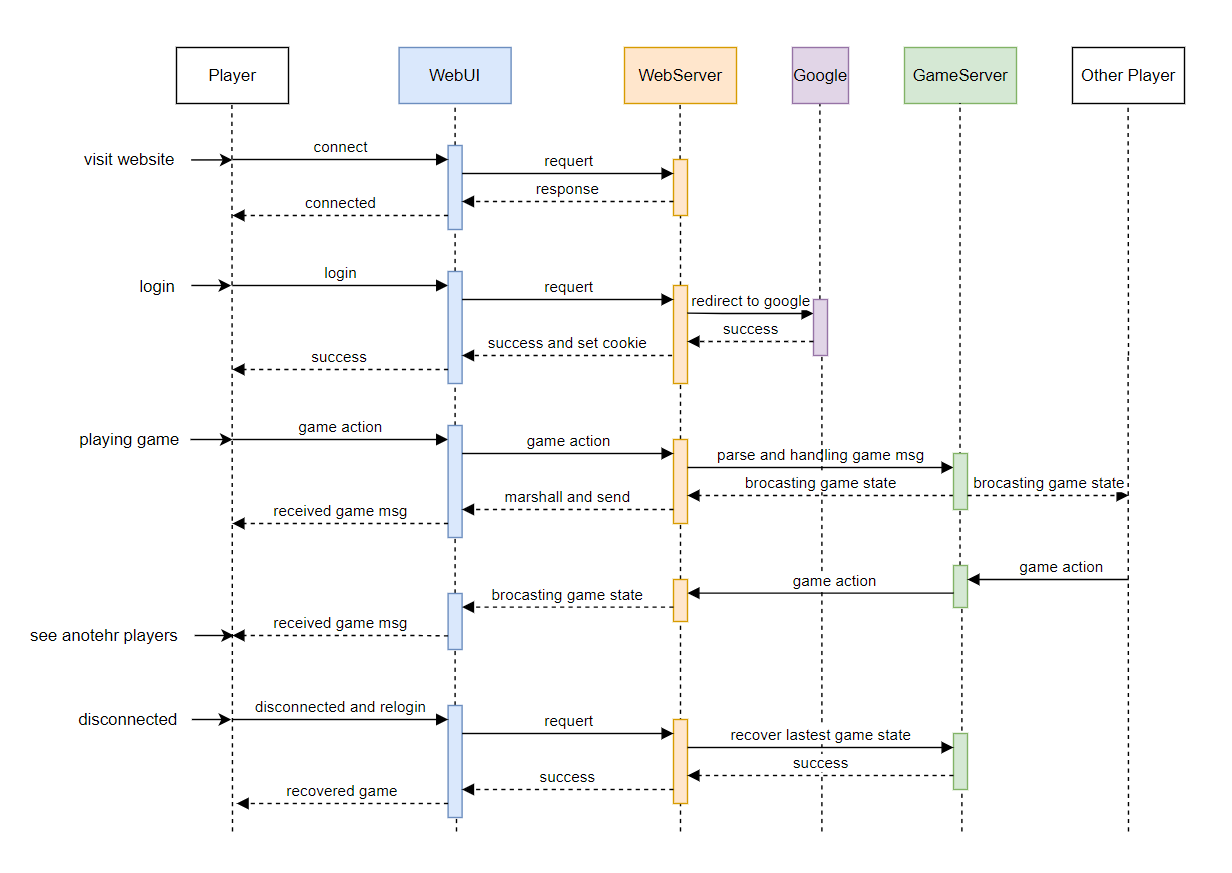 Player
WebUI
WebServer
Google
GameServer
Other Player
visit website
connect
requert
response
connected
login
login
requert
redirect to google
success
success and set cookie
success
playing game
game action
game action
parse and handling game msg
brocasting game state
brocasting game state
marshall and send
received game msg
game action
game action
brocasting game state
received game msg
see anotehr players
disconnected
disconnected and relogin
requert
recover lastest game state
success
success
recovered game